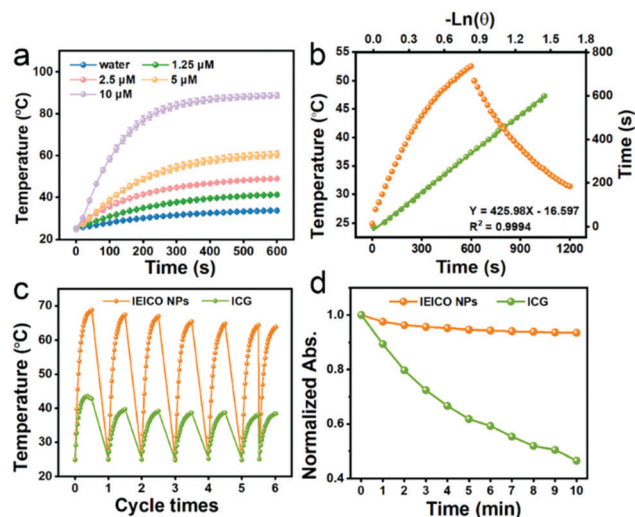 a
water
1.25 μM
2.5 μM
5 μM
10 μM
100
80
60
40
20
0 100 200 300 400 500 600
Temperature (°C)
Time (s)
b
-Ln(θ)
0.0 0.4 0.8 1.2 1.6
55
50
45
40
35
30
25
800
600
400
200
0
0 300 600 900 1200
Temperature (°C)
Time (s)
Time (s)
Y = 425.98X - 16.597
R² = 0.9994
c
IEICO NPs
ICG
70
60
50
40
30
20
0 1 2 3 4 5 6
Temperature (°C)
Cycle times
d
IEICO NPs
ICG
1.0
0.8
0.6
0.4
0 1 2 3 4 5 6 7 8 9 10
Normalized Abs.
Time (min)